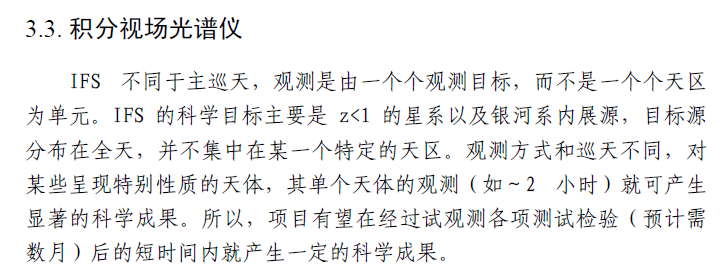 3.3. 积分视场光谱仪
IFS 不同于主巡天，观测是由一个个观测目标，而不是一个个天区
为单元。IFS 的科学目标主要是 z<1 的星系以及银河系内展源，目标源
分布在全天，并不集中在某一个特定的天区。观测方式和巡天不同，对
某些呈现特别性质的天体，其单个天体的观测（如～2 小时）就可产生
显著的科学成果。所以，项目有望在经过试观测各项测试检验（预计需
数月）后的短时间内就产生一定的科学成果。